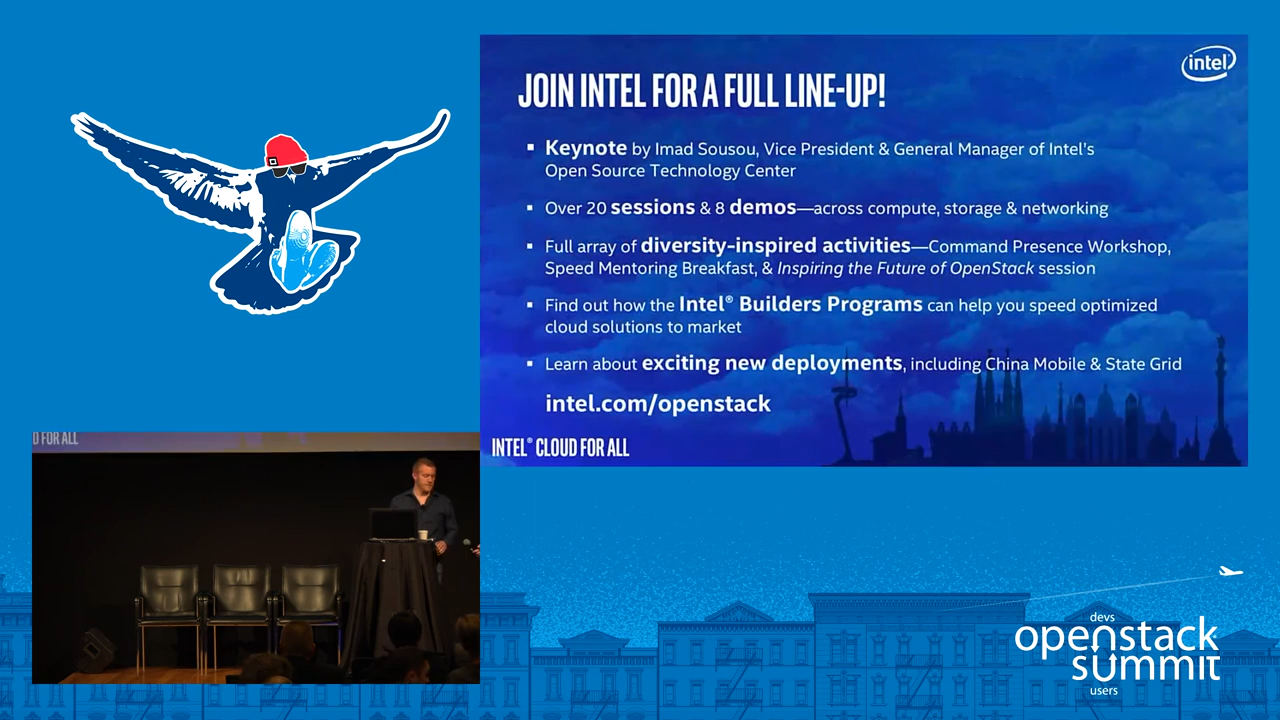 intel
JOIN INTEL FOR A FULL LINE-UP!
▪ Keynote by Imad Sousou, Vice President & General Manager of Intel's
Open Source Technology Center
▪ Over 20 sessions & 8 demos—across compute, storage & networking
▪ Full array of diversity-inspired activities—Command Presence Workshop,
Speed Mentoring Breakfast, & Inspiring the Future of OpenStack session
▪ Find out how the Intel® Builders Programs can help you speed optimized
cloud solutions to market
▪ Learn about exciting new deployments, including China Mobile & State Grid
intel.com/openstack
INTEL® CLOUD FOR ALL
D FOR ALL
devs
openstack
summit
users